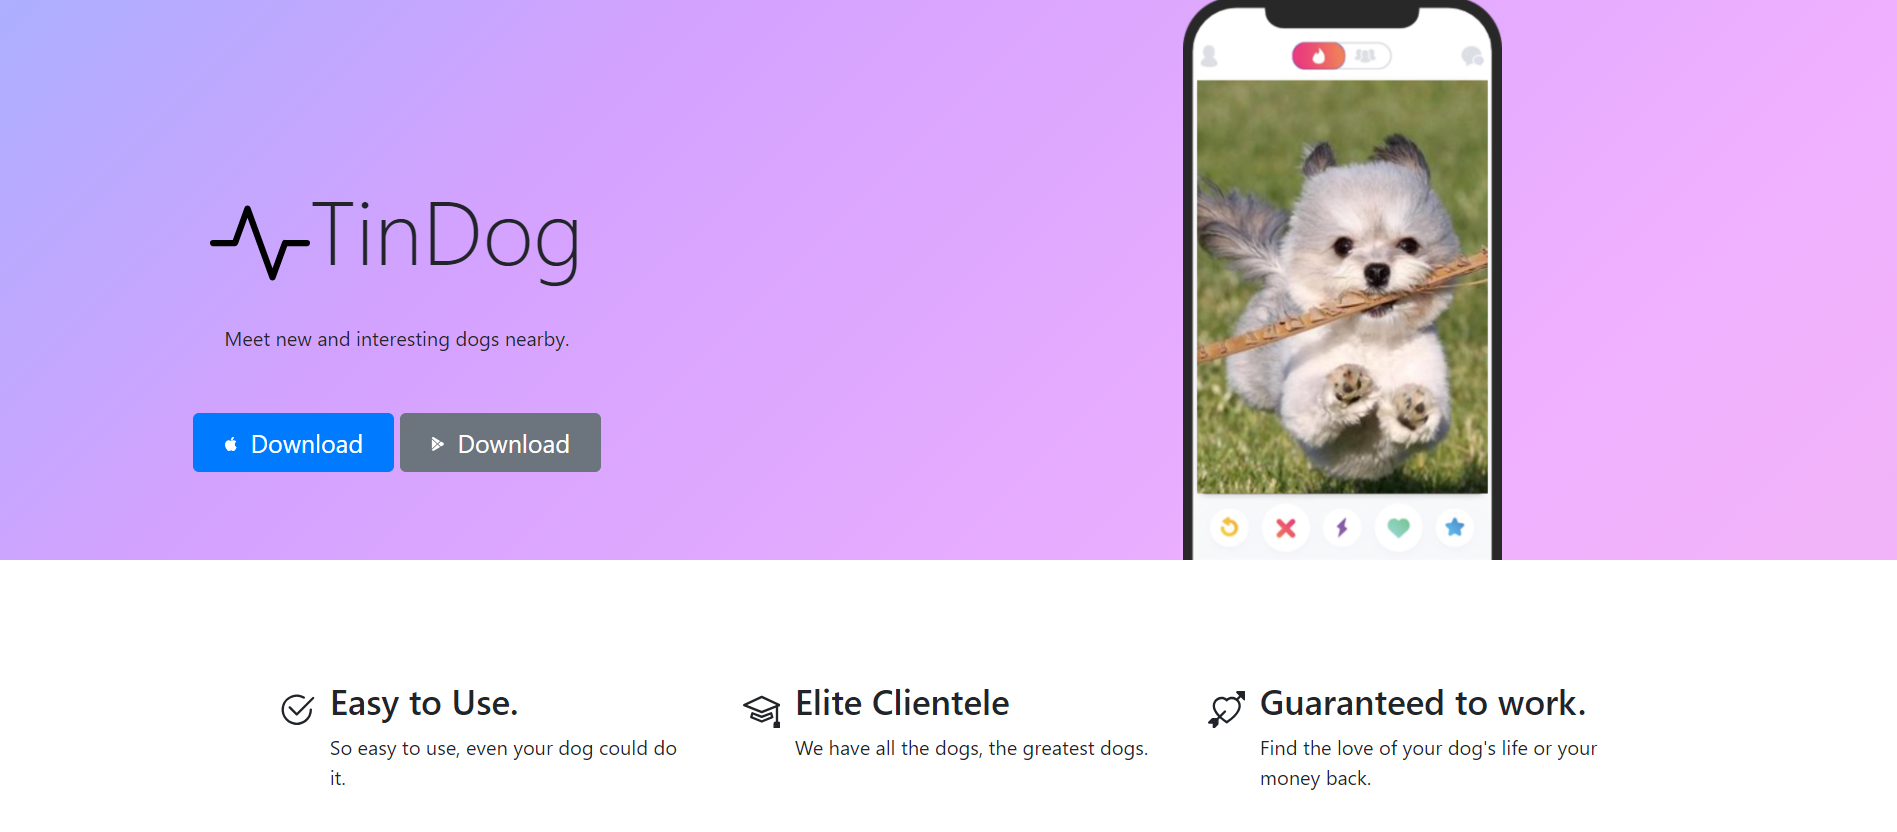 TinDog
Meet new and interesting dogs nearby.
Download
Download
Easy to Use.
So easy to use, even your dog could do
it.
Elite Clientele
We have all the dogs, the greatest dogs.
Guaranteed to work.
Find the love of your dog's life or your
money back.